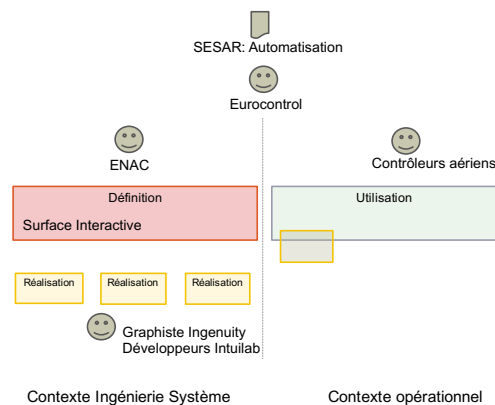 SESAR: Automatisation
Eurocontrol
ENAC
Contrôleurs aériens
Définition
Utilisation
Surface Interactive
Réalisation
Réalisation
Réalisation
Graphiste Ingenuity
Développeurs Intuilab
Contexte Ingénierie Système
Contexte opérationnel